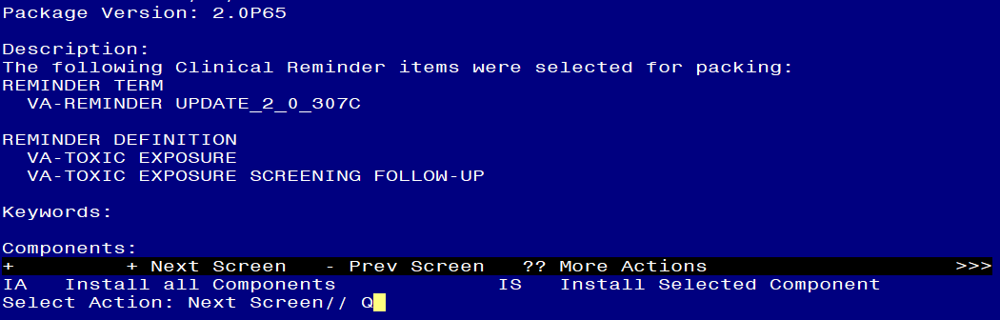 Package Version: 2.0P65
Description:
The following Clinical Reminder items were selected for packing:
REMINDER TERM
VA-REMINDER UPDATE_2_0_307C
REMINDER DEFINITION
VA-TOXIC EXPOSURE
VA-TOXIC EXPOSURE SCREENING FOLLOW-UP
Keywords:
Components:
+ + Next Screen - Prev Screen ?? More Actions >>>
IA Install all Components IS Install Selected Component
Select Action: Next Screen// Q